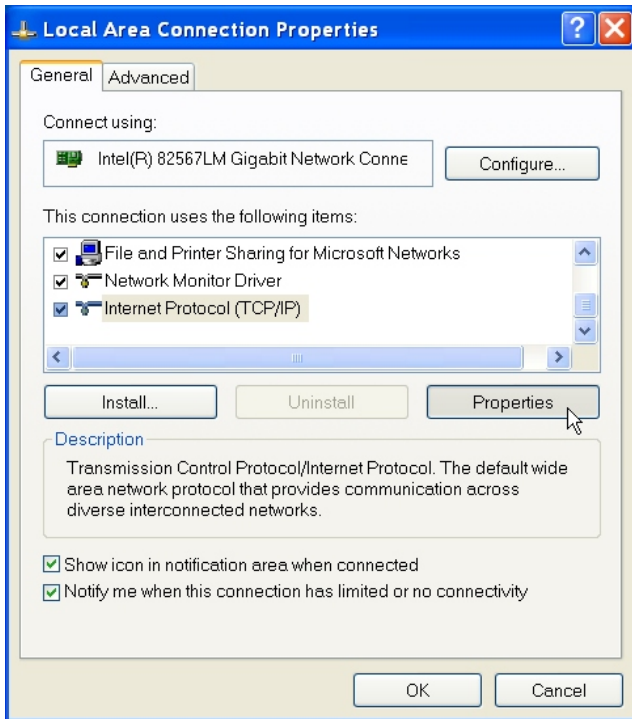 Local Area Connection Properties
General
Advanced
Connect using:
Intel(R) 82567LM Gigabit Network Conne
Configure...
This connection uses the following items:
File and Printer Sharing for Microsoft Networks
Network Monitor Driver
Internet Protocol (TCP/IP)
Install...
Uninstall
Properties
Description
Transmission Control Protocol/Internet Protocol. The default wide
area network protocol that provides communication across
diverse interconnected networks.
Show icon in notification area when connected
Notify me when this connection has limited or no connectivity
OK
Cancel